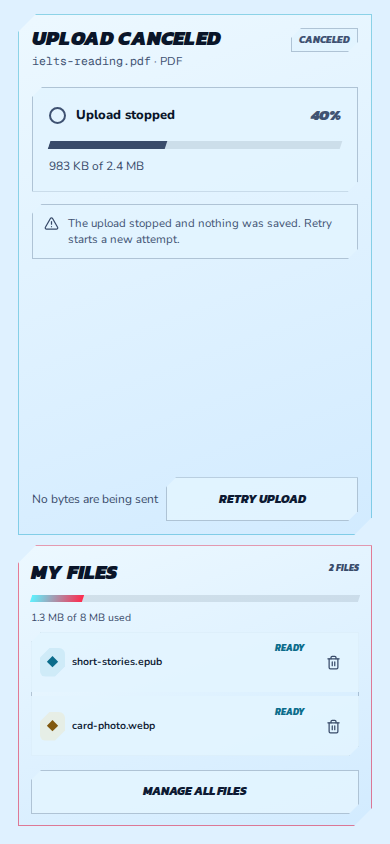 UPLOAD CANCELED
CANCELED
ielts-reading.pdf · PDF
Upload stopped
40%
983 KB of 2.4 MB
The upload stopped and nothing was saved. Retry
starts a new attempt.
No bytes are being sent
RETRY UPLOAD
MY FILES
2 FILES
1.3 MB of 8 MB used
short-stories.epub
READY
card-photo.webp
READY
MANAGE ALL FILES